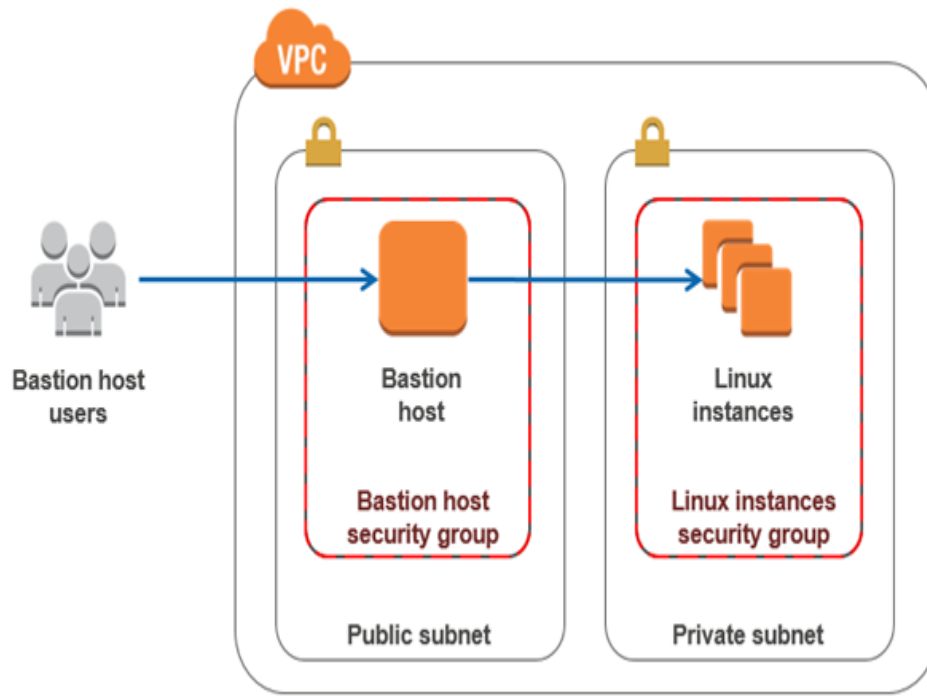 VPC
Bastion host
users
Bastion
host
Bastion host
security group
Public subnet
Linux
instances
Linux instances
security group
Private subnet